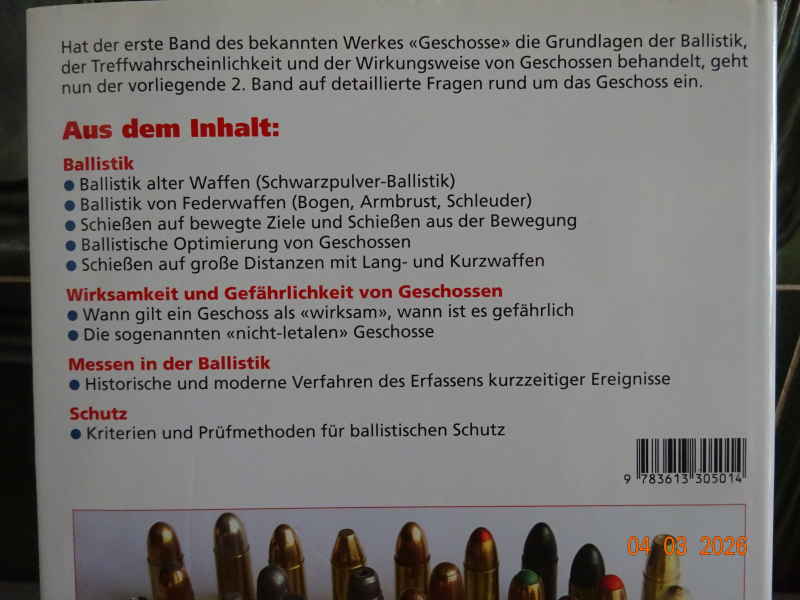 Hat der erste Band des bekannten Werkes «Geschosse» die Grundlagen der Ballistik,
der Treffwahrscheinlichkeit und der Wirkungsweise von Geschossen behandelt, geht
nun der vorliegende 2. Band auf detaillierte Fragen rund um das Geschoss ein.
Aus dem Inhalt:
Ballistik
● Ballistik alter Waffen (Schwarzpulver-Ballistik)
● Ballistik von Federwaffen (Bogen, Armbrust, Schleuder)
● Schießen auf bewegte Ziele und Schießen aus der Bewegung
● Ballistische Optimierung von Geschossen
● Schießen auf große Distanzen mit Lang- und Kurzwaffen
Wirksamkeit und Gefährlichkeit von Geschossen
● Wann gilt ein Geschoss als «wirksam», wann ist es gefährlich
● Die sogenannten «nicht-letalen» Geschosse
Messen in der Ballistik
● Historische und moderne Verfahren des Erfassens kurzzeitiger Ereignisse
Schutz
● Kriterien und Prüfmethoden für ballistischen Schutz
9 783613 305014
04 03 2026